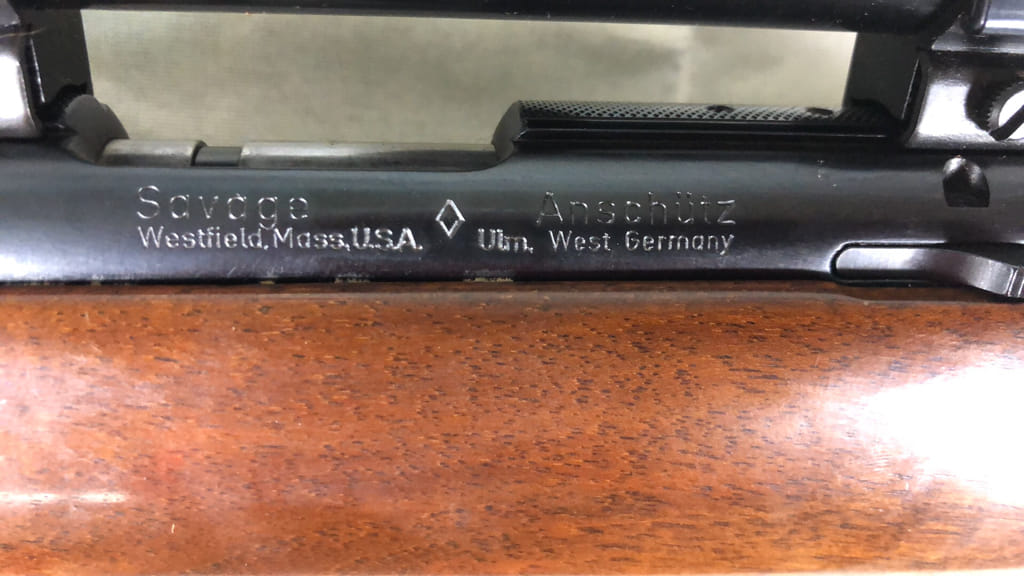 Savage ◊ Anschütz
Westfield, Mass, U.S.A. Ulm, West Germany